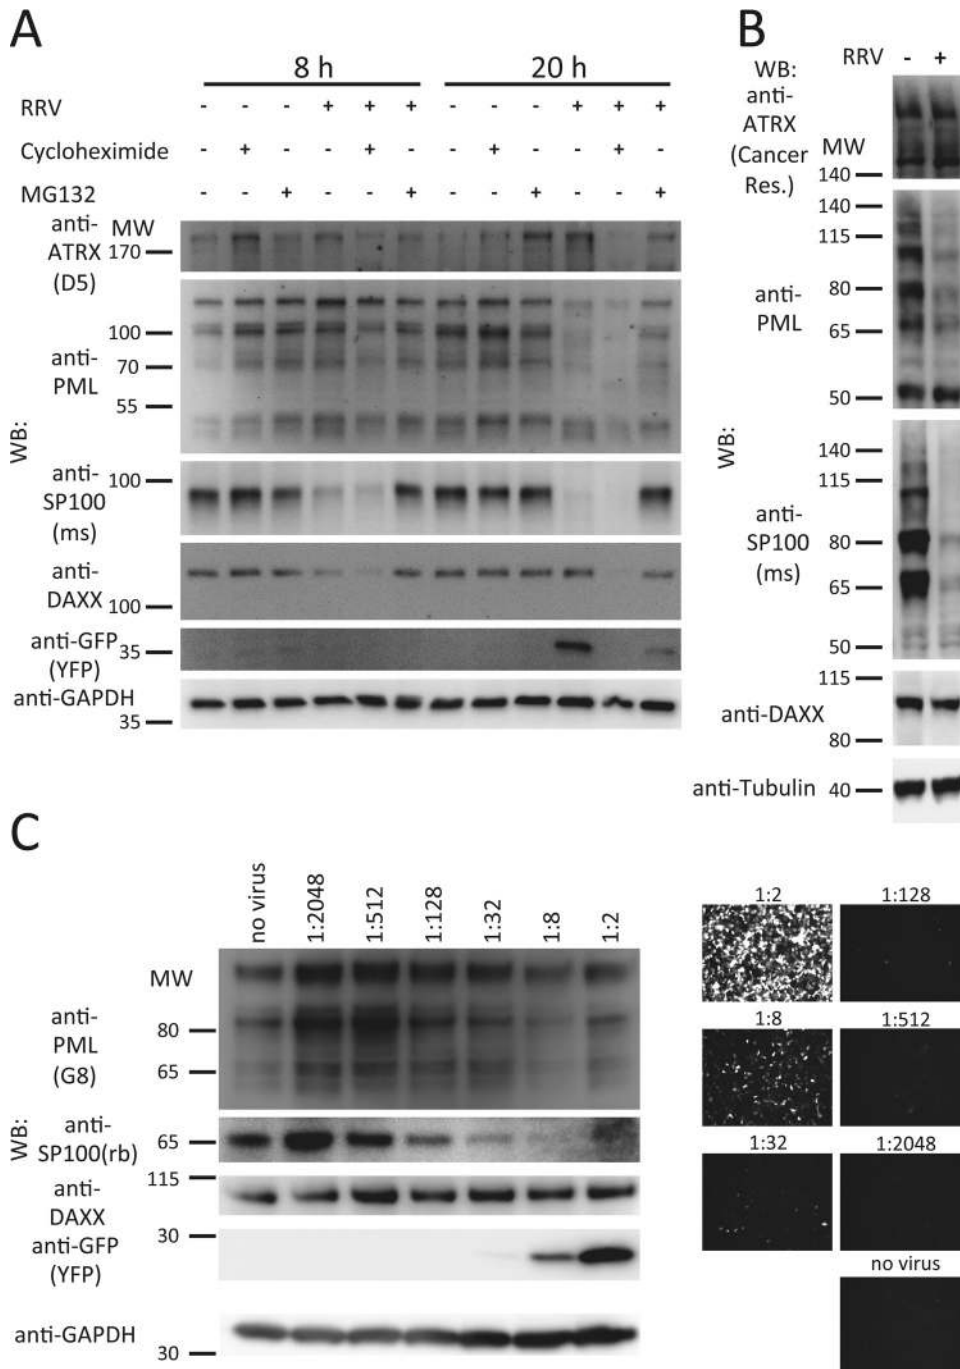 A
8 h 20 h
RRV - - - + + + - - - + + +
Cycloheximide - + - - + - - + - - + -
MG132 - - + - - + - - + - - +
WB:
anti-ATRX (D5)
MW
170
anti-PML
100
70
55
anti-SP100 (ms)
100
anti-DAXX
100
anti-GFP (YFP)
35
anti-GAPDH
35
B
RRV - +
WB:
anti-ATRX (Cancer Res.)
MW
140
WB:
anti-PML
140
115
80
65
50
anti-SP100 (ms)
140
115
80
65
50
anti-DAXX
115
80
anti-Tubulin
40
C
no virus 1:2048 1:512 1:128 1:32 1:8 1:2
MW
WB:
anti-PML (G8)
80
65
anti-SP100(rb)
65
anti-DAXX
115
anti-GFP (YFP)
30
anti-GAPDH
30
1:2 1:128
1:8 1:512
1:32 1:2048
no virus